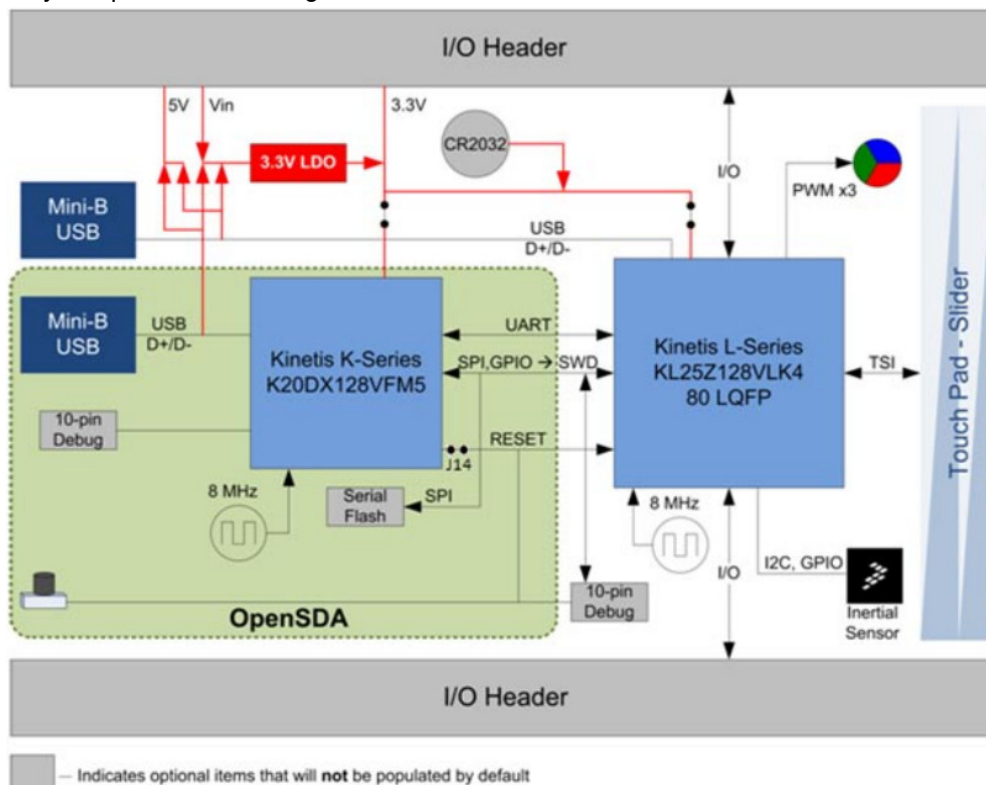 I/O Header
5V
Vin
3.3V
3.3V LDO
CR2032
I/O
PWM x3
Mini-B
USB
USB
D+/D-
Mini-B
USB
USB
D+/D-
Kinetis K-Series
K20DX128VFM5
UART
SPI,GPIO → SWD
RESET
J14
Kinetis L-Series
KL25Z128VLK4
80 LQFP
TSI
Touch Pad - Slider
10-pin
Debug
8 MHz
Serial
Flash
SPI
8 MHz
I/O
I2C, GPIO
Inertial
Sensor
10-pin
Debug
OpenSDA
I/O Header
— Indicates optional items that will not be populated by default